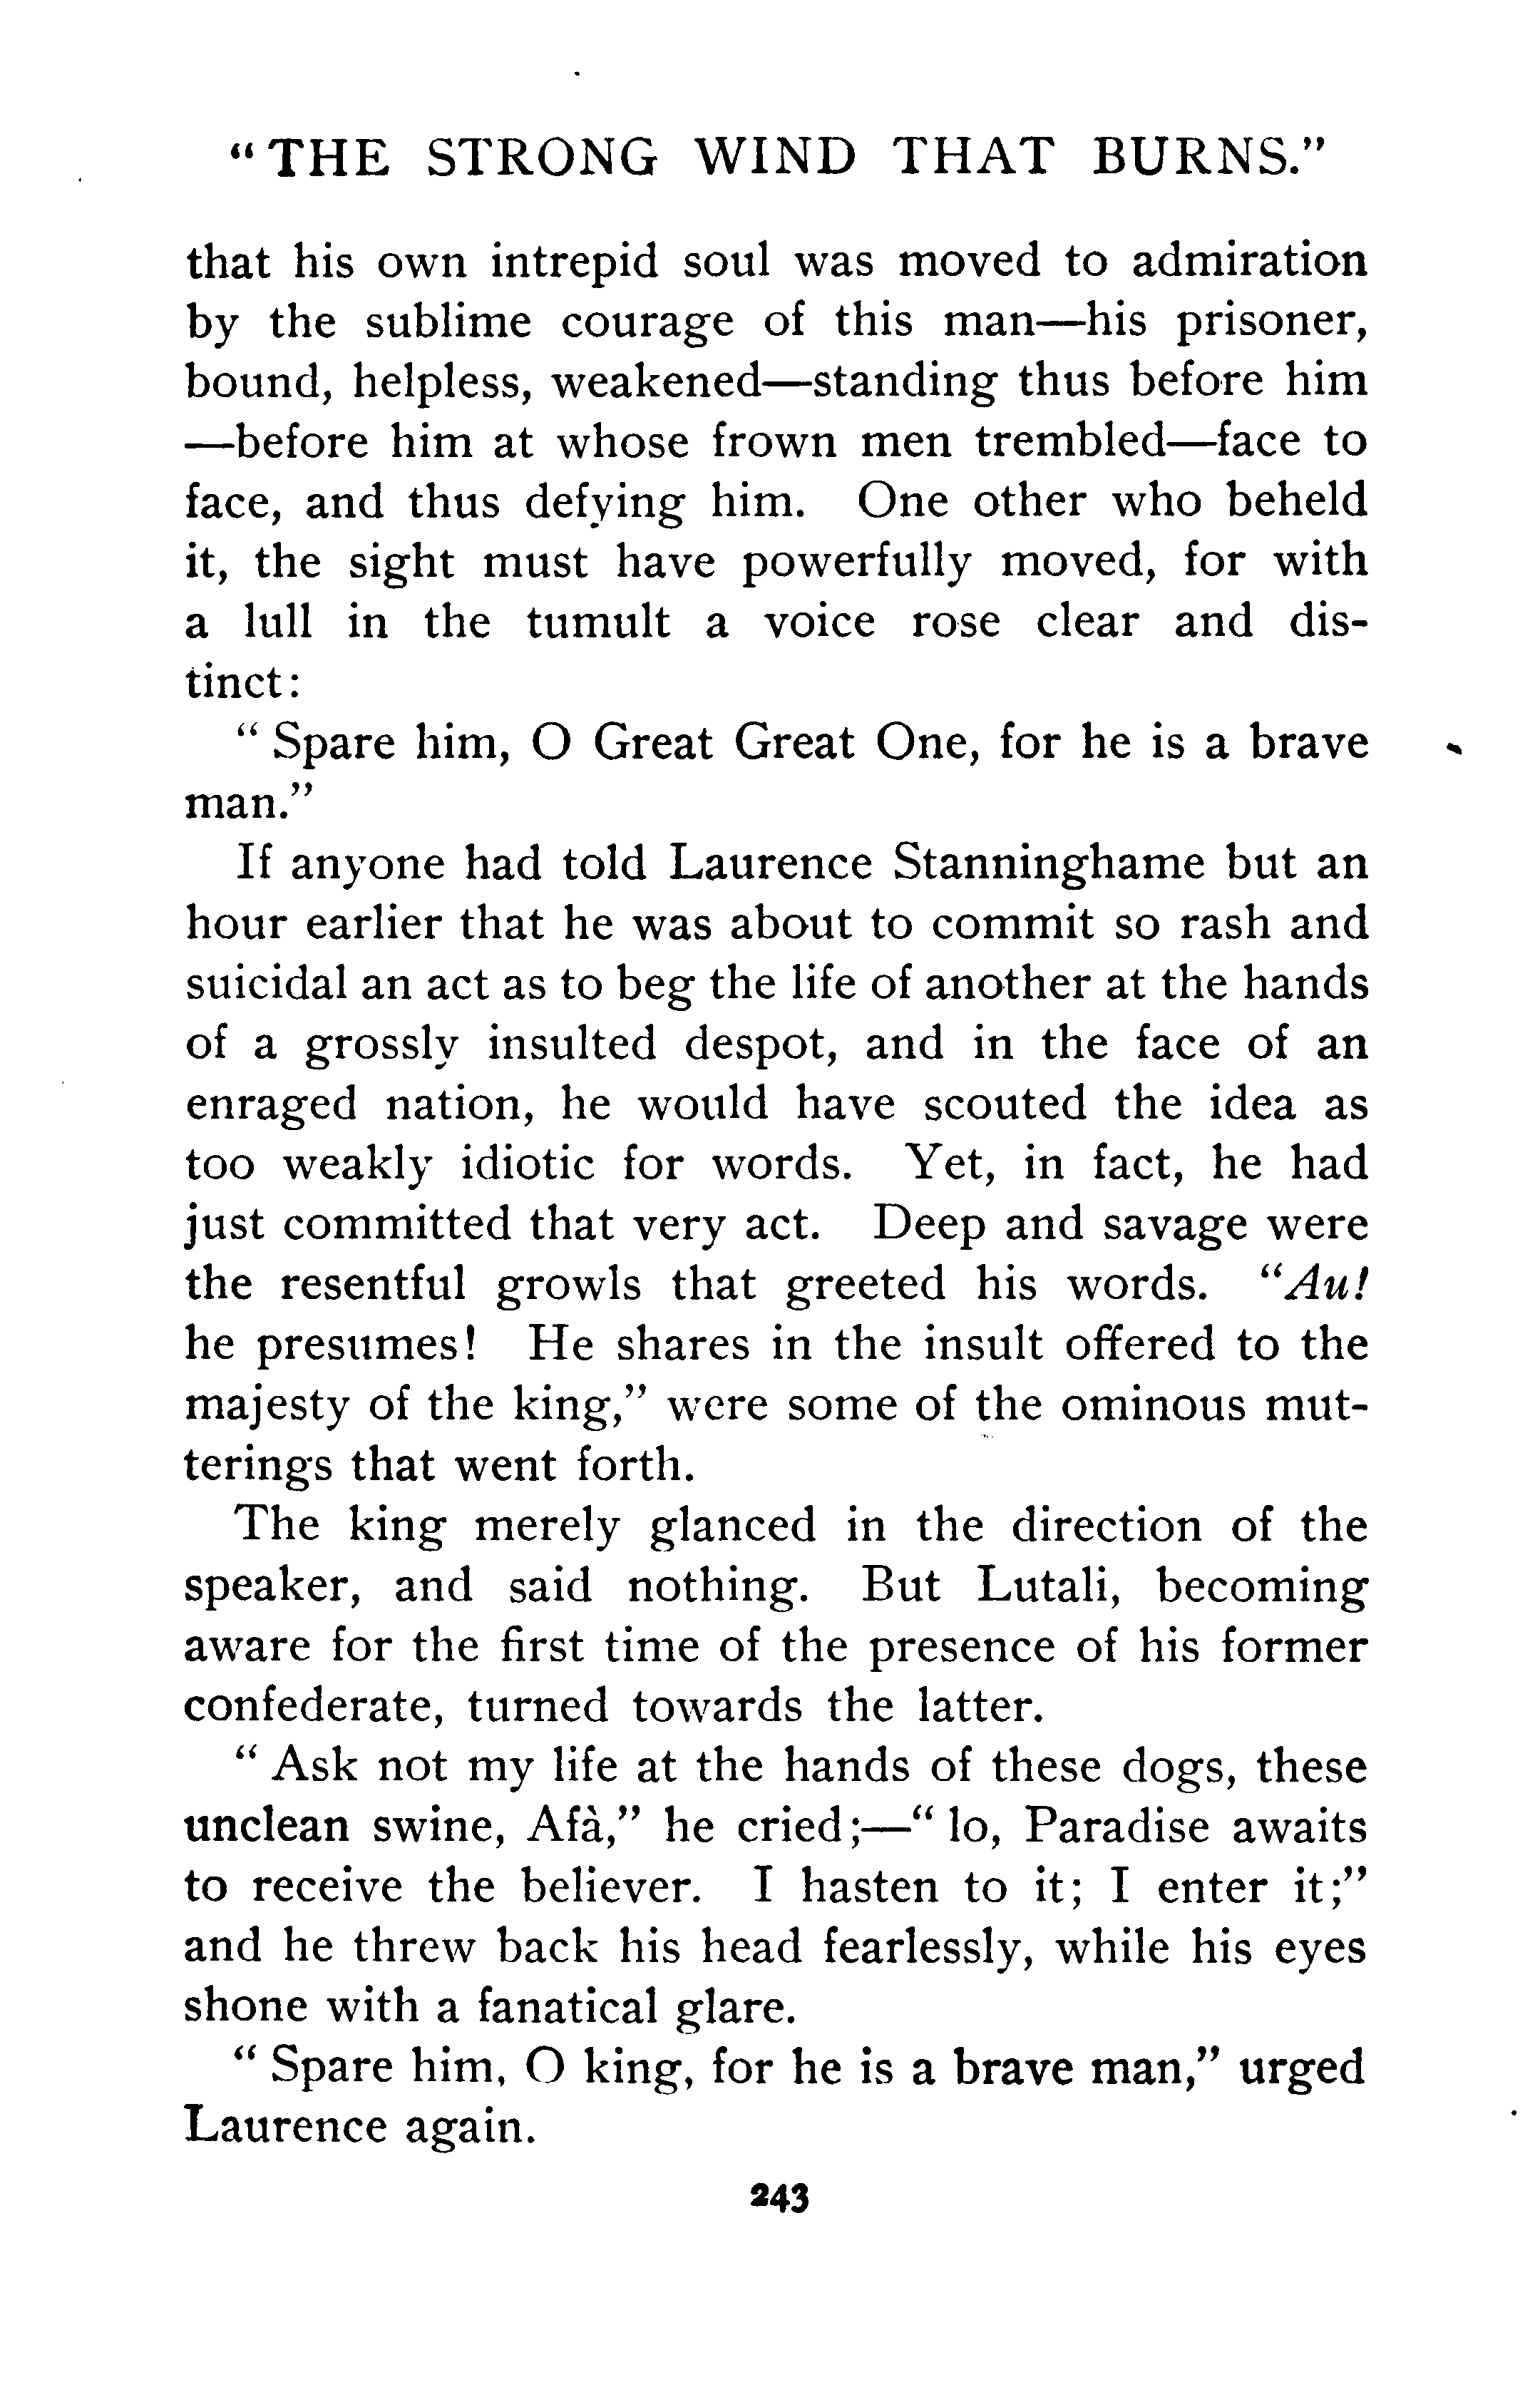 "THE STRONG WIND THAT BURNS."
that his own intrepid soul was moved to admiration
by the sublime courage of this man—his prisoner,
bound, helpless, weakened—standing thus before him
—before him at whose frown men trembled—face to
face, and thus defying him. One other who beheld
it, the sight must have powerfully moved, for with
a lull in the tumult a voice rose clear and dis-
tinct:
" Spare him, O Great Great One, for he is a brave
man."
If anyone had told Laurence Stanninghame but an
hour earlier that he was about to commit so rash and
suicidal an act as to beg the life of another at the hands
of a grossly insulted despot, and in the face of an
enraged nation, he would have scouted the idea as
too weakly idiotic for words. Yet, in fact, he had
just committed that very act. Deep and savage were
the resentful growls that greeted his words. "Au!
he presumes! He shares in the insult offered to the
majesty of the king," were some of the ominous mut-
terings that went forth.
The king merely glanced in the direction of the
speaker, and said nothing. But Lutali, becoming
aware for the first time of the presence of his former
confederate, turned towards the latter.
" Ask not my life at the hands of these dogs, these
unclean swine, Afà," he cried;—" lo, Paradise awaits
to receive the believer. I hasten to it; I enter it;"
and he threw back his head fearlessly, while his eyes
shone with a fanatical glare.
" Spare him, O king, for he is a brave man," urged
Laurence again.
243